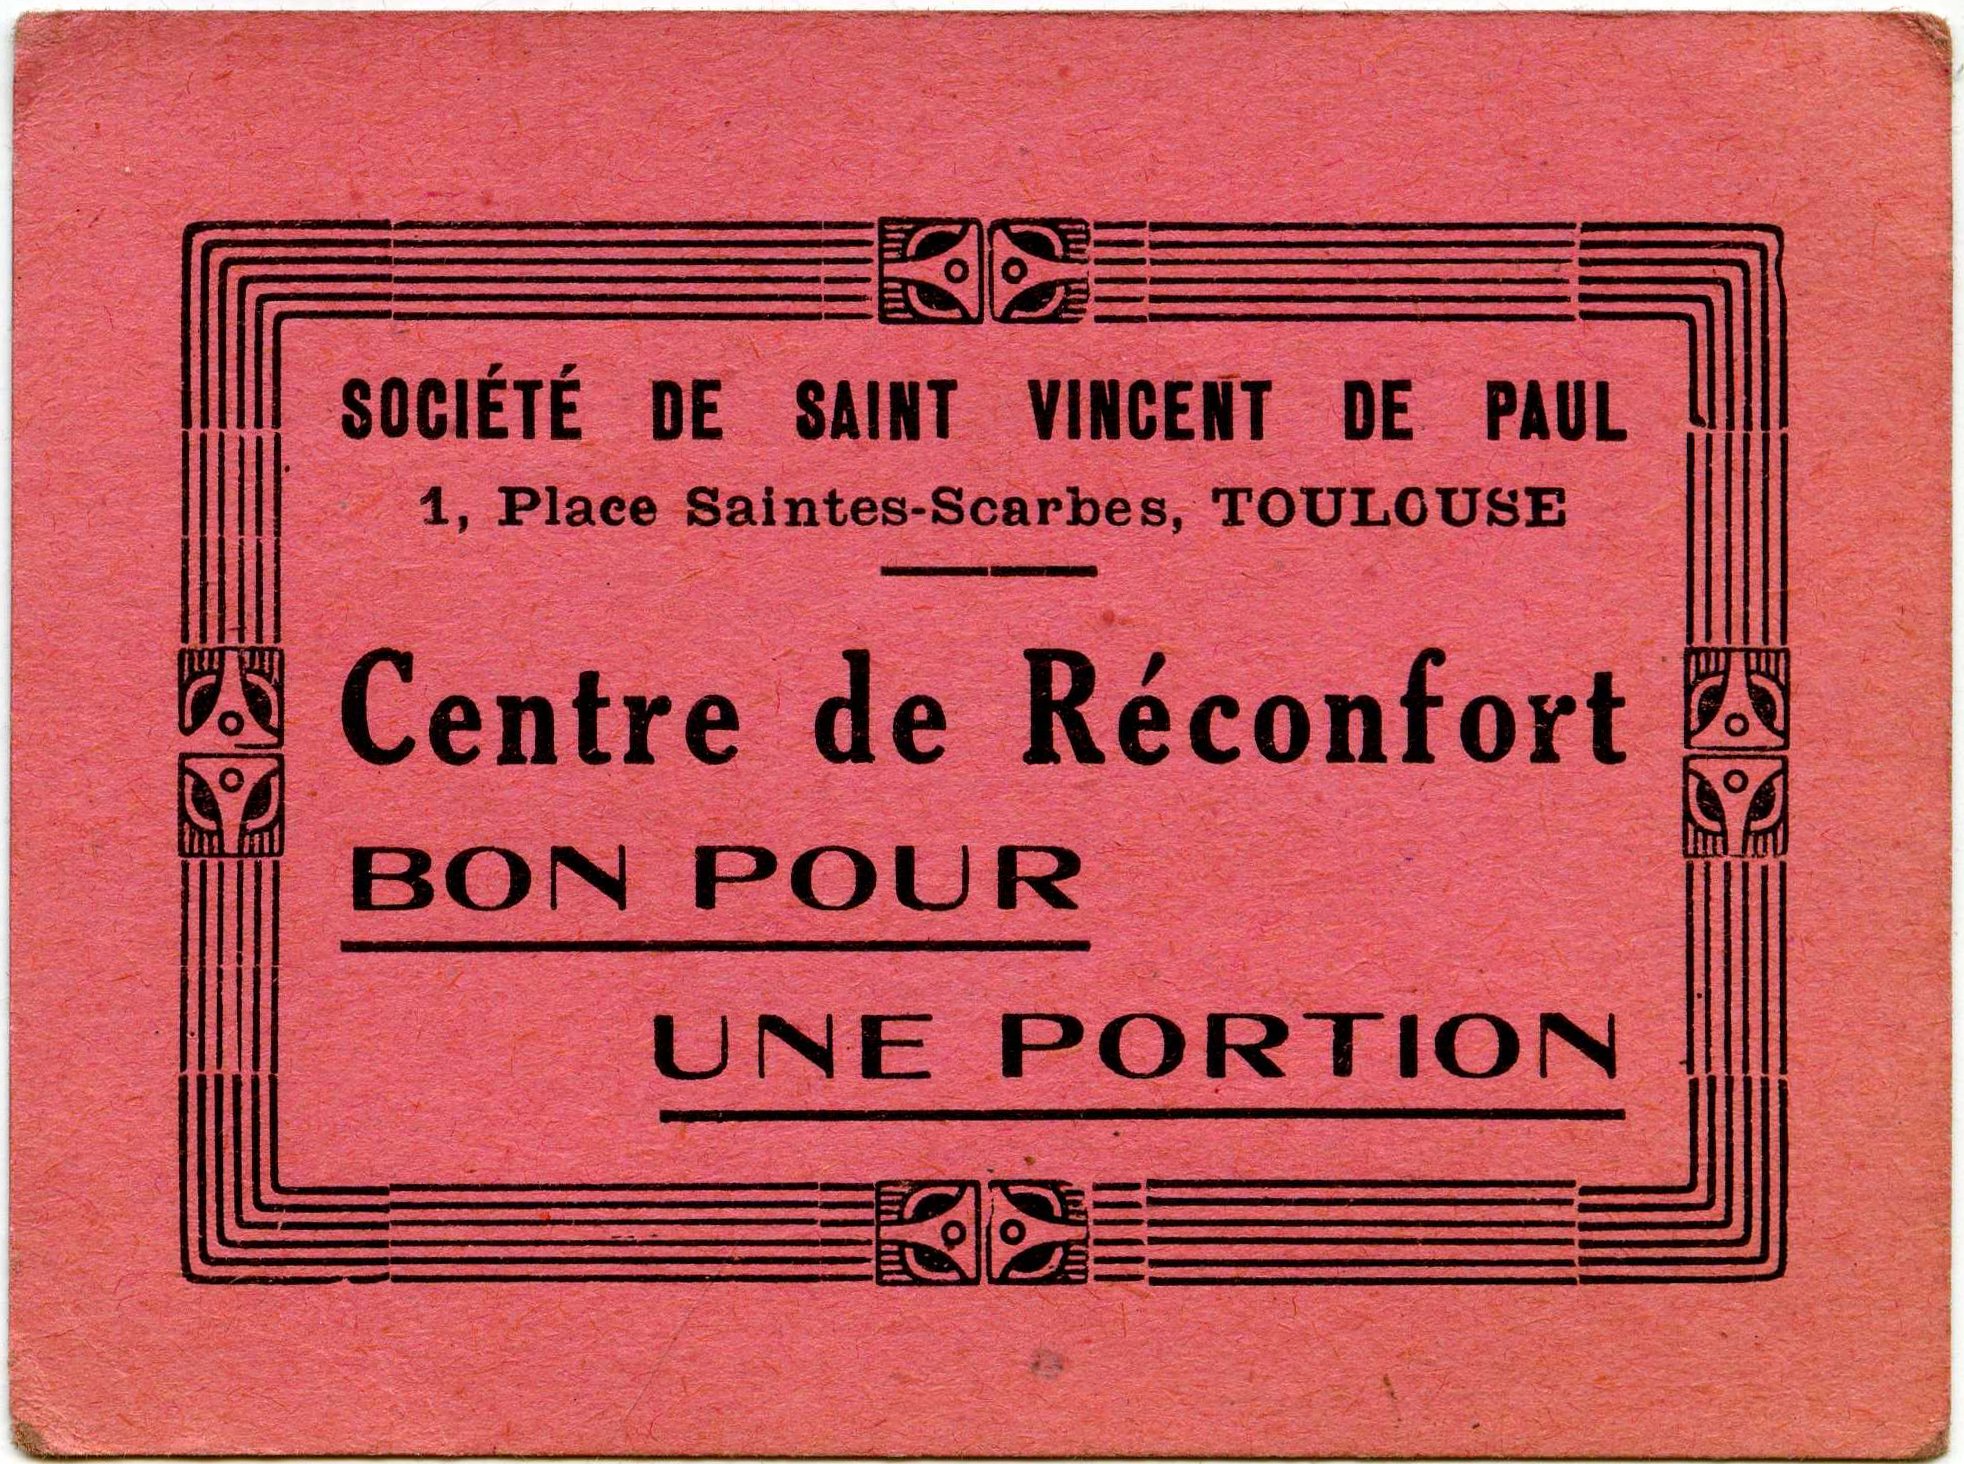 SOCIÉTÉ DE SAINT VINCENT DE PAUL
1, Place Saintes-Scarbes, TOULOUSE
Centre de Réconfort
BON POUR
UNE PORTION